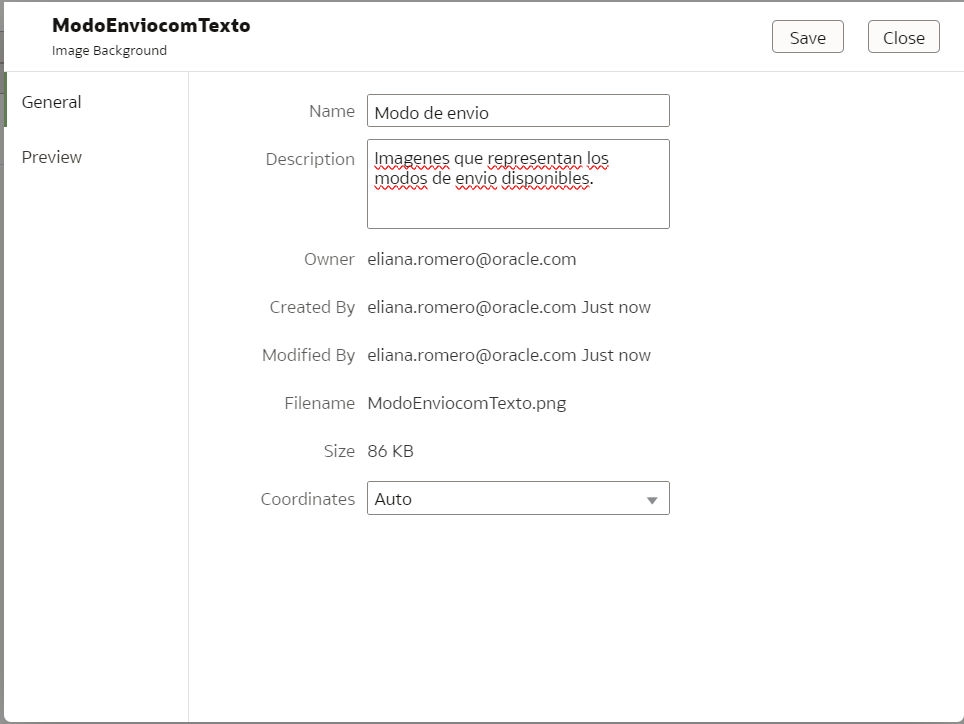 ModoEnviocomTexto
Image Background
Save
Close
General
Preview
Name
Modo de envio
Description
Imagenes que representan los
modos de envio disponibles.
Owner
eliana.romero@oracle.com
Created By
eliana.romero@oracle.com Just now
Modified By
eliana.romero@oracle.com Just now
Filename
ModoEnviocomTexto.png
Size
86 KB
Coordinates
Auto